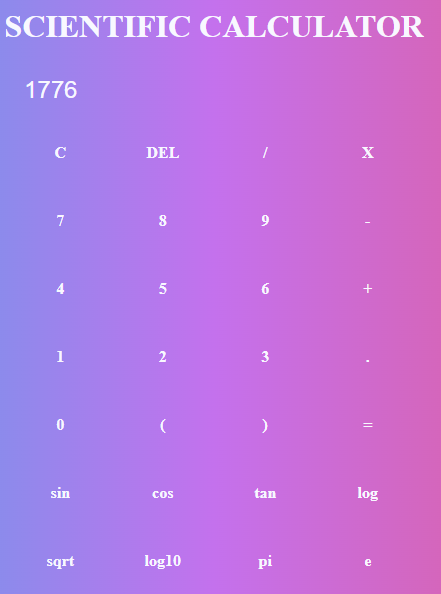 SCIENTIFIC CALCULATOR
1776
C DEL / X
7 8 9 -
4 5 6 +
1 2 3 .
0 ( ) =
sin cos tan log
sqrt log10 pi e